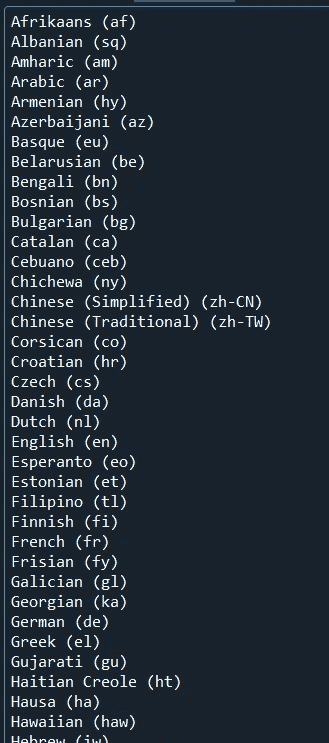 Afrikaans (af)
Albanian (sq)
Amharic (am)
Arabic (ar)
Armenian (hy)
Azerbaijani (az)
Basque (eu)
Belarusian (be)
Bengali (bn)
Bosnian (bs)
Bulgarian (bg)
Catalan (ca)
Cebuano (ceb)
Chichewa (ny)
Chinese (Simplified) (zh-CN)
Chinese (Traditional) (zh-TW)
Corsican (co)
Croatian (hr)
Czech (cs)
Danish (da)
Dutch (nl)
English (en)
Esperanto (eo)
Estonian (et)
Filipino (tl)
Finnish (fi)
French (fr)
Frisian (fy)
Galician (gl)
Georgian (ka)
German (de)
Greek (el)
Gujarati (gu)
Haitian Creole (ht)
Hausa (ha)
Hawaiian (haw)
Hebrew (iw)